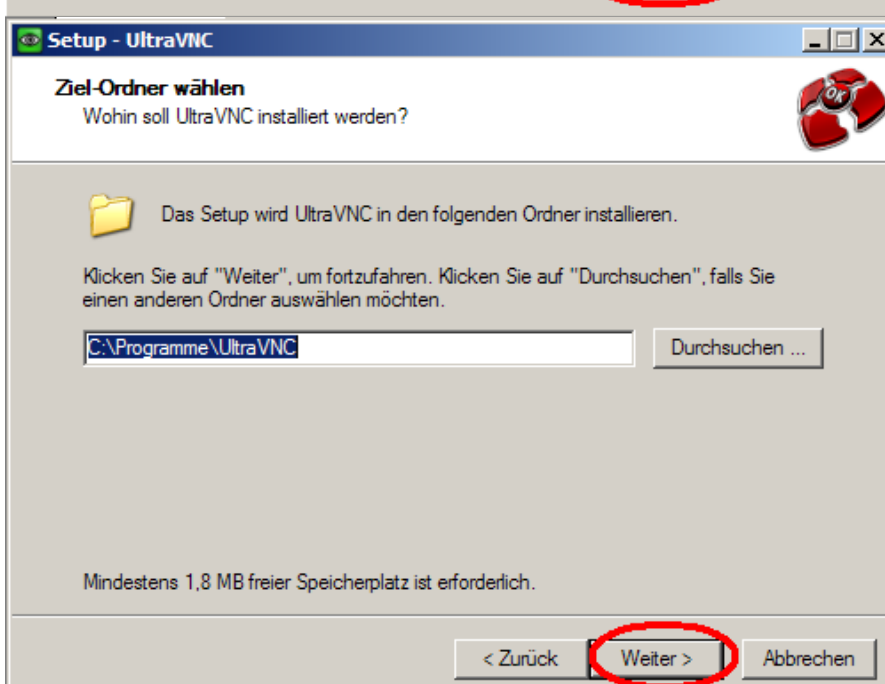 Setup - UltraVNC
Ziel-Ordner wählen
Wohin soll UltraVNC installiert werden?
OK
Das Setup wird UltraVNC in den folgenden Ordner installieren.
Klicken Sie auf "Weiter", um fortzufahren. Klicken Sie auf "Durchsuchen", falls Sie
einen anderen Ordner auswählen möchten.
C:\Programme\UltraVNC
Durchsuchen ...
Mindestens 1,8 MB freier Speicherplatz ist erforderlich.
< Zurück
Weiter >
Abbrechen